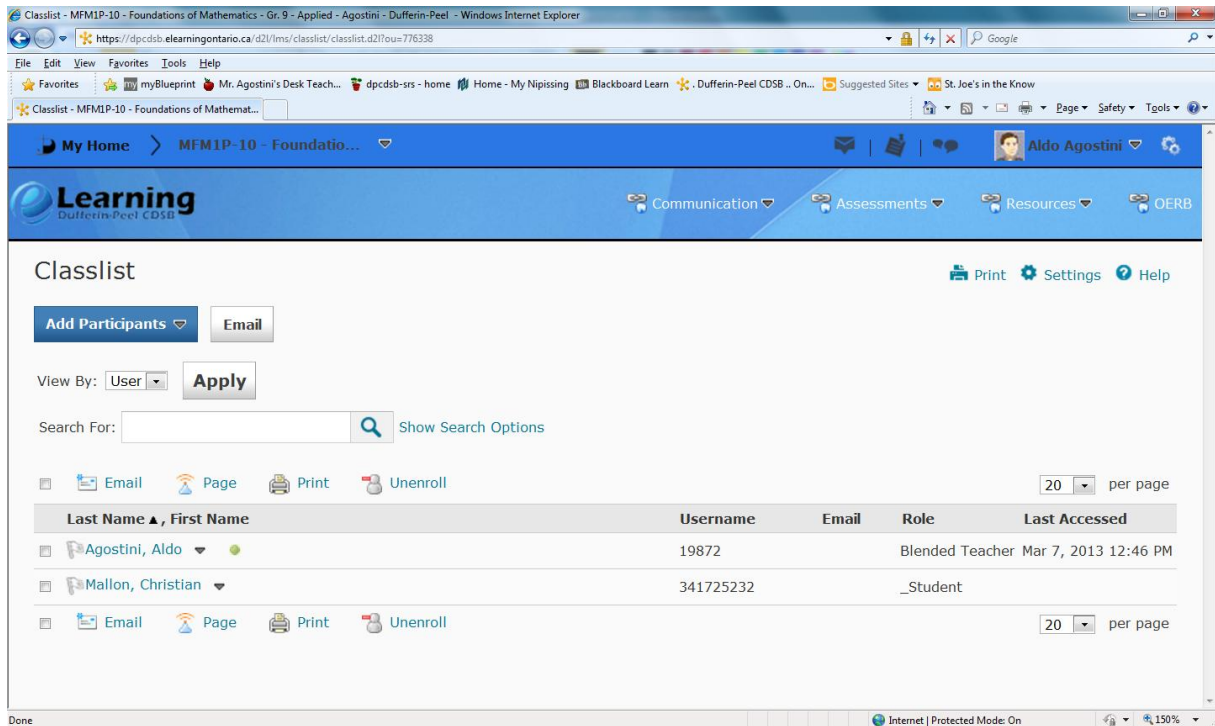 Classlist - MFM1P-10 - Foundations of Mathematics - Gr. 9 - Applied - Agostini - Dufferin-Peel - Windows Internet Explorer
https://dpcdsb.elearningontario.ca/d2l/lms/classlist/classlist.d2l?ou=776338 Google
File Edit View Favorites Tools Help
Favorites myBlueprint Mr. Agostini's Desk Teach... dpcdsb-srs - home Home - My Nipissing Blackboard Learn . Dufferin-Peel CDSB .. On... Suggested Sites St. Joe's in the Know
Classlist - MFM1P-10 - Foundations of Mathemat... Page Safety Tools
My Home MFM1P-10 - Foundatio... Aldo Agostini
Learning
Dufferin-Peel CDSB
Communication Assessments Resources OERB
Classlist Print Settings Help
Add Participants Email
View By: User Apply
Search For: Show Search Options
Email Page Print Unenroll 20 per page
Last Name ▲, First Name Username Email Role Last Accessed
Agostini, Aldo 19872 Blended Teacher Mar 7, 2013 12:46 PM
Mallon, Christian 341725232 _Student
Email Page Print Unenroll 20 per page
Done Internet | Protected Mode: On 150%